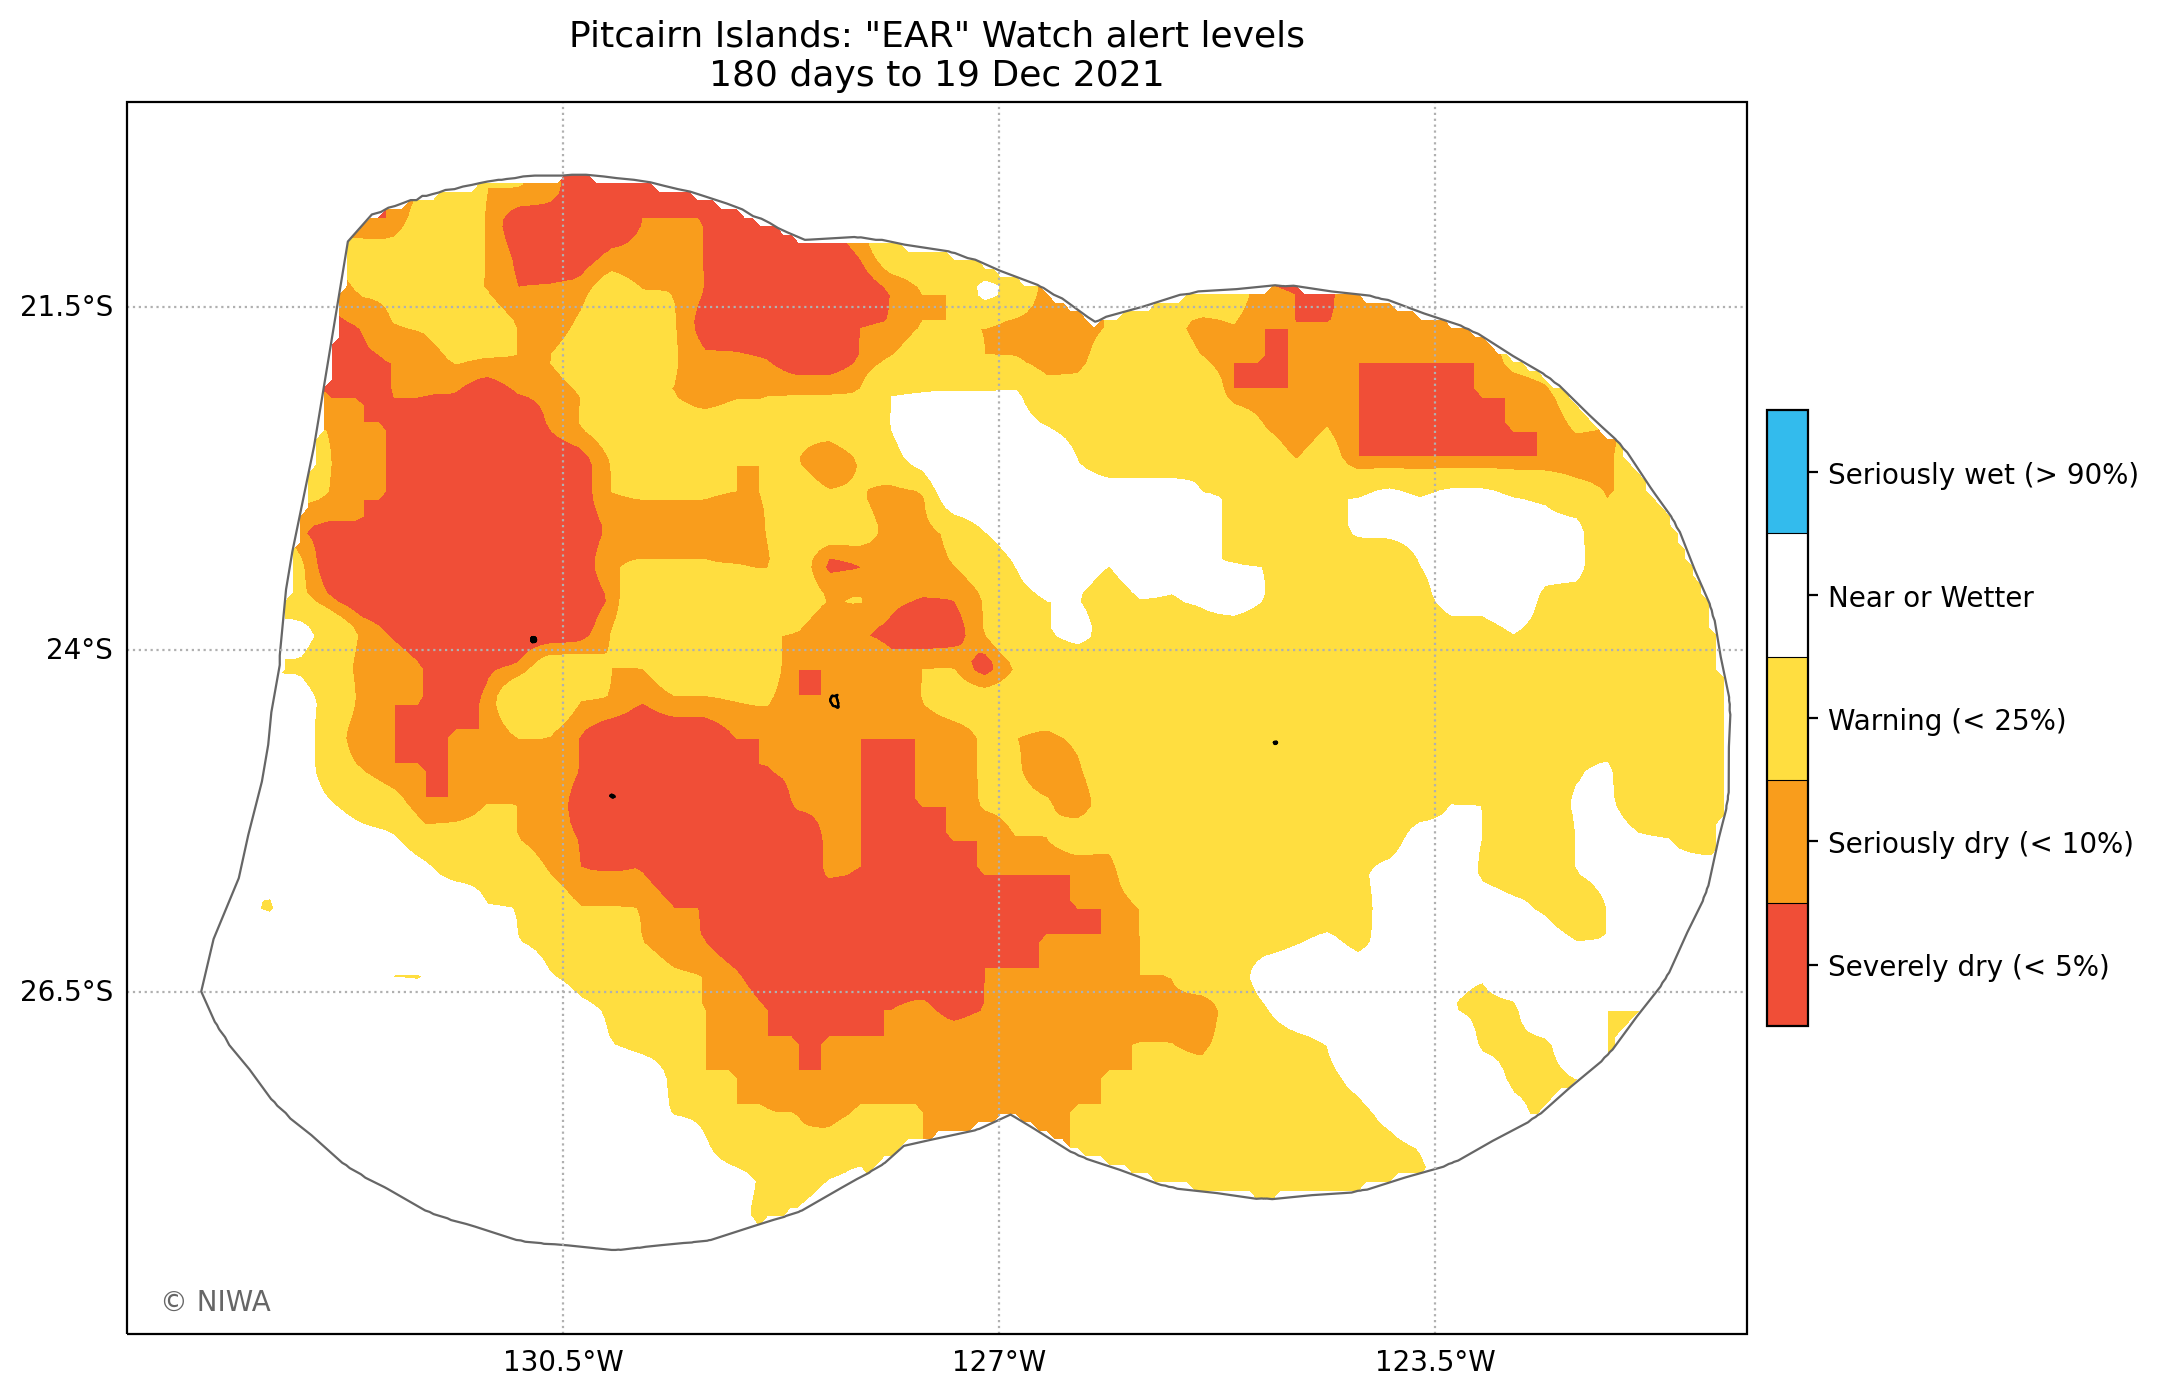 Pitcairn Islands: "EAR" Watch alert levels
180 days to 19 Dec 2021
21.5°S
24°S
26.5°S
130.5°W
127°W
123.5°W
Seriously wet (> 90%)
Near or Wetter
Warning (< 25%)
Seriously dry (< 10%)
Severely dry (< 5%)
© NIWA